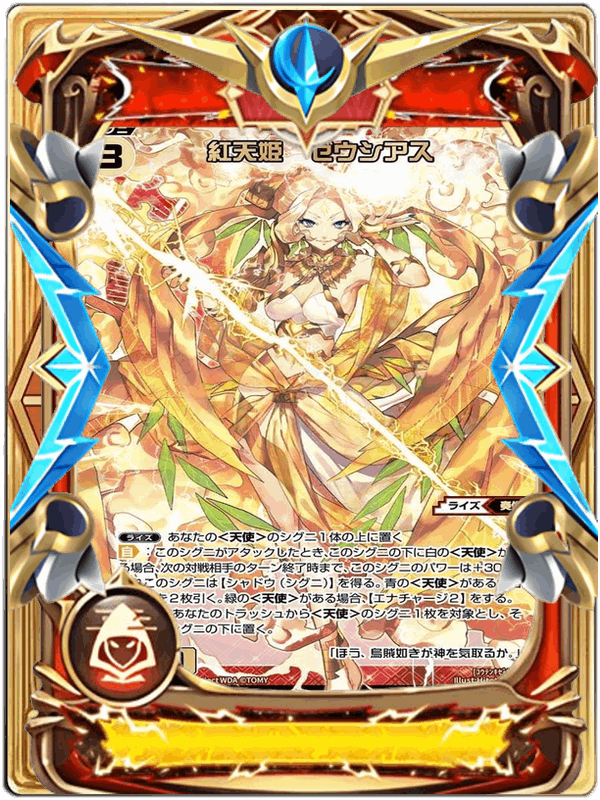 3
紅天姫 ゼウシアス
ライズ 奏
ライズ あなたの<天使>のシグニ1体の上に置く
自:このシグニがアタックしたとき、このシグニの下に白の<天使>が
る場合、次の対戦相手のターン終了時まで、このシグニのパワーは+30
このシグニは【シャドウ(シグニ)】を得る。青の<天使>がある
を2枚引く。緑の<天使>がある場合、【エナチャージ2】をする。
あなたのトラッシュから<天使>のシグニ1枚を対象とし、そ
グニの下に置く。
「ほう、烏賊如きが神を気取るか。」
ect WDA ©TOMY
Illust